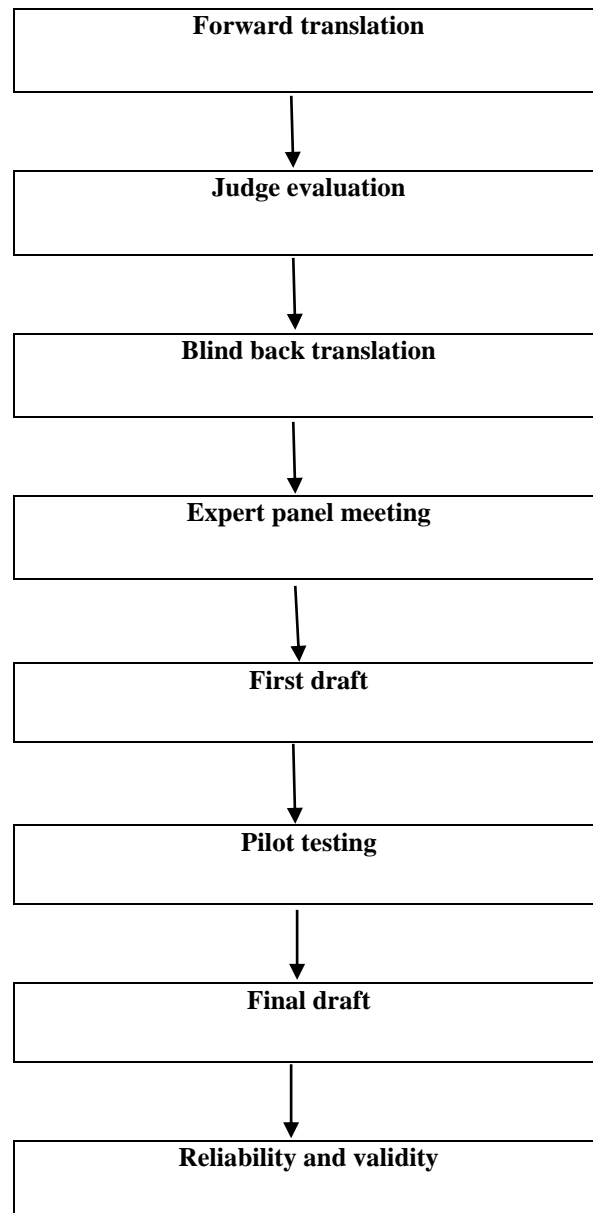 Forward translation
Judge evaluation
Blind back translation
Expert panel meeting
First draft
Pilot testing
Final draft
Reliability and validity